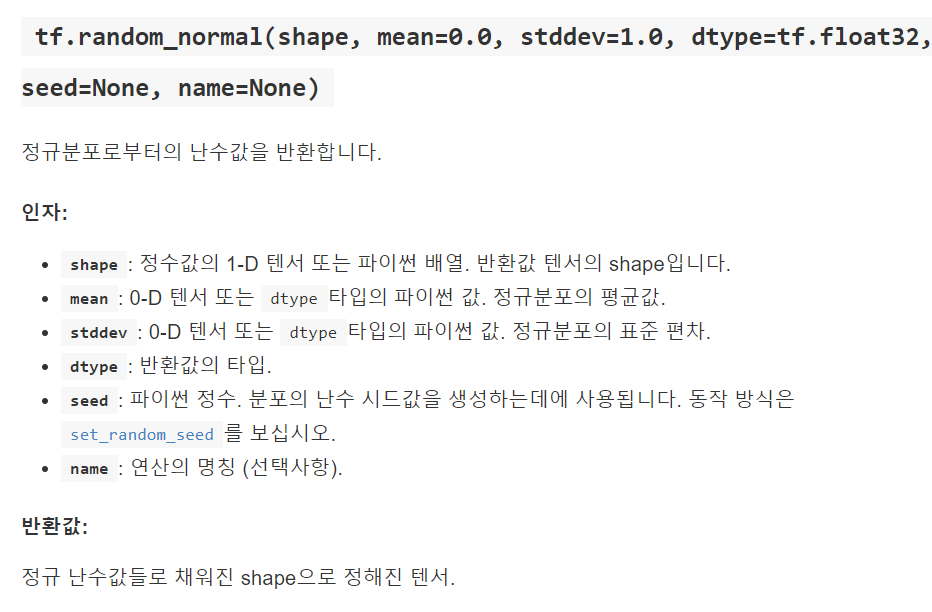 tf.random_normal(shape, mean=0.0, stddev=1.0, dtype=tf.float32,
seed=None, name=None)
정규분포로부터의 난수값을 반환합니다.
인자:
• shape : 정수값의 1-D 텐서 또는 파이썬 배열. 반환값 텐서의 shape입니다.
• mean : 0-D 텐서 또는 dtype 타입의 파이썬 값. 정규분포의 평균값.
• stddev : 0-D 텐서 또는 dtype 타입의 파이썬 값. 정규분포의 표준 편차.
• dtype : 반환값의 타입.
• seed : 파이썬 정수. 분포의 난수 시드값을 생성하는데에 사용됩니다. 동작 방식은
set_random_seed 를 보십시오.
• name : 연산의 명칭 (선택사항).
반환값:
정규 난수값들로 채워진 shape으로 정해진 텐서.